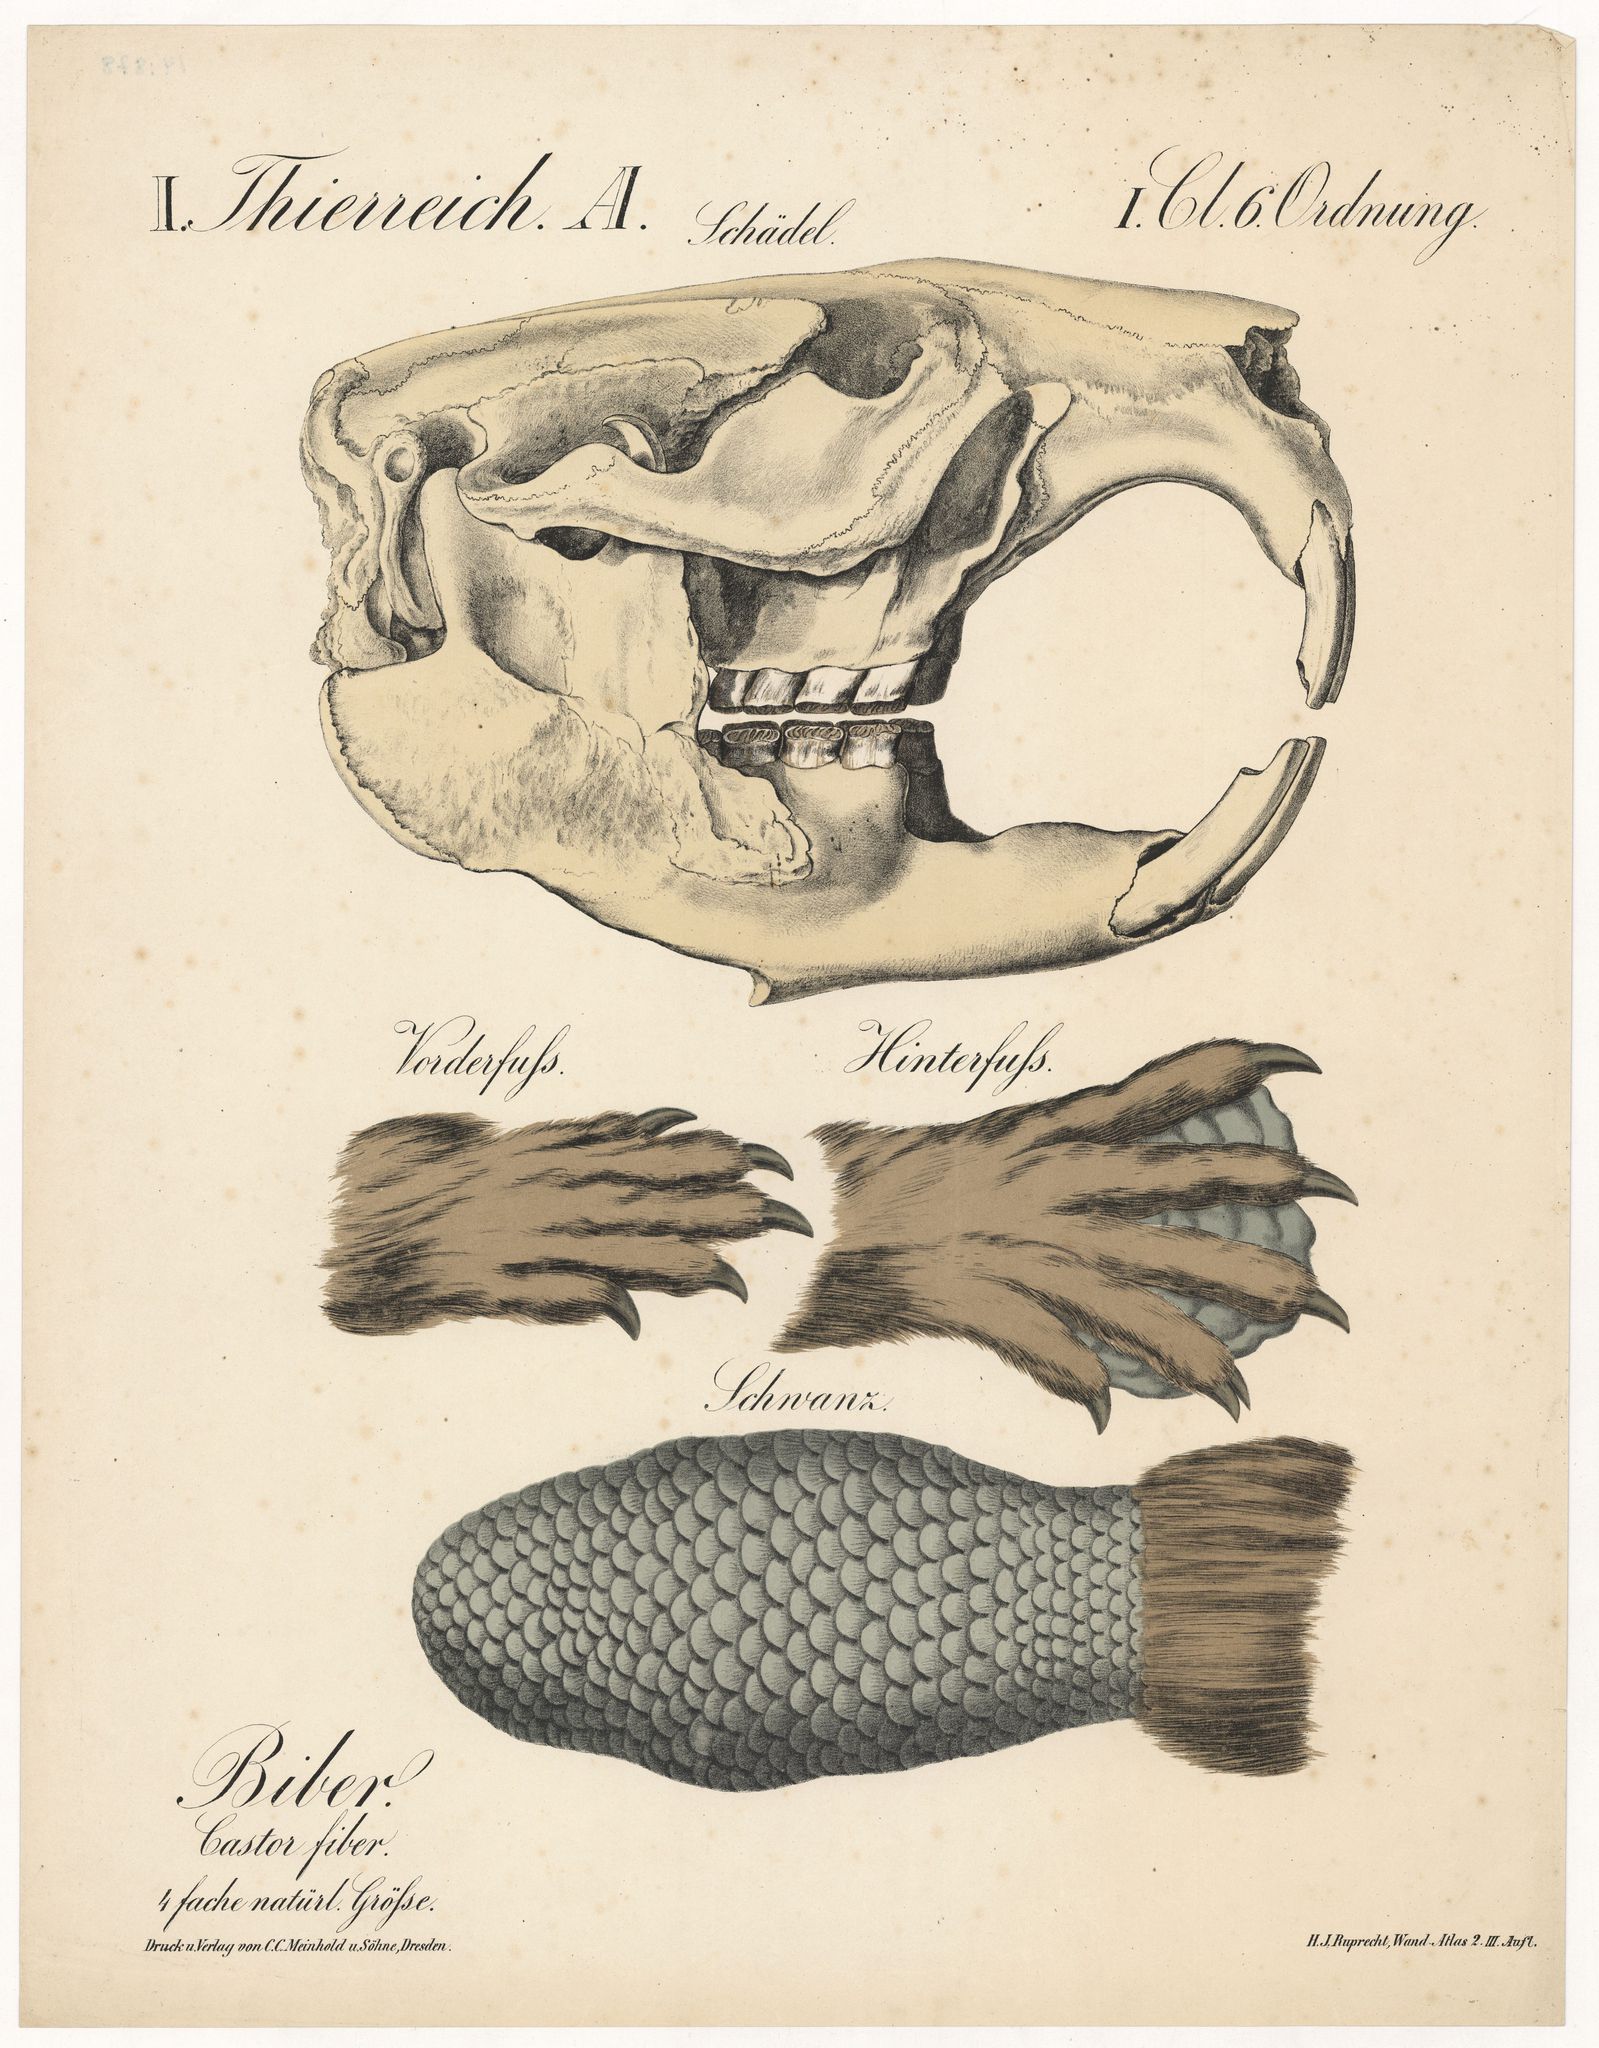 I. Thierreich. A.
Schädel.
I. Cl. 6. Ordnung.
Vorderfuſs.
Hinterfuſs.
Schwanz.
Biber.
Castor fiber.
4 fache natürl. Gröſse.
Druck u. Verlag von C. C. Meinhold u. Söhne, Dresden.
H. J. Ruprecht, Wand-Atlas 2. III. Aufl.